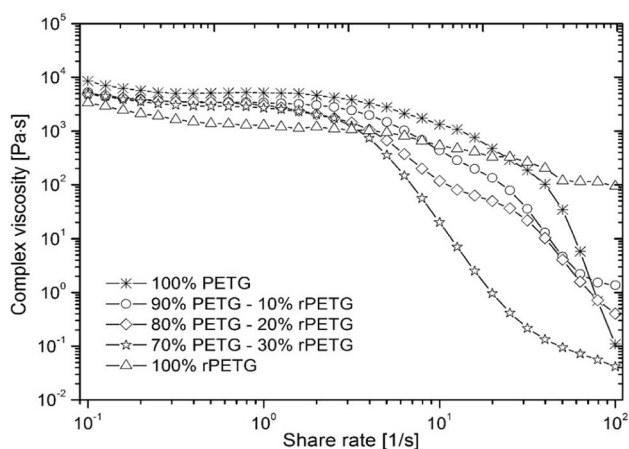 Complex viscosity [Pa·s]
10^5
10^4
10^3
10^2
10^1
10^0
10^-1
10^-2
100% PETG
90% PETG - 10% rPETG
80% PETG - 20% rPETG
70% PETG - 30% rPETG
100% rPETG
10^-1 10^0 10^1 10^2
Share rate [1/s]